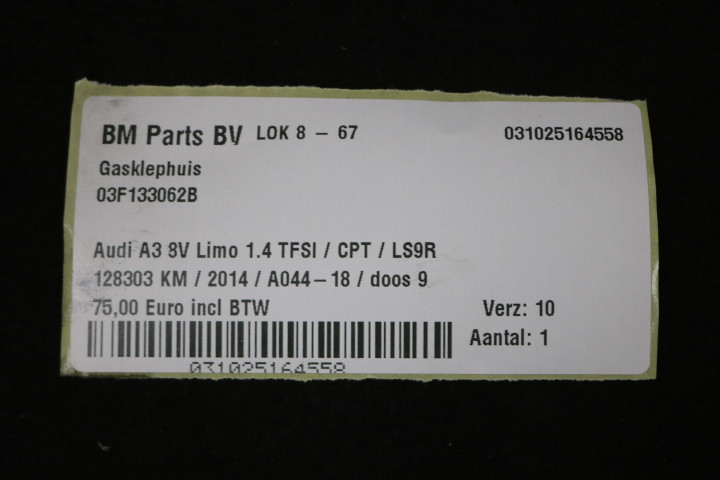 BM Parts BV LOK 8 - 67 031025164558
Gasklephuis
03F133062B
Audi A3 8V Limo 1.4 TFSI / CPT / LS9R
128303 KM / 2014 / A044-18 / doos 9
75,00 Euro incl BTW Verz: 10
Aantal: 1
031025164558